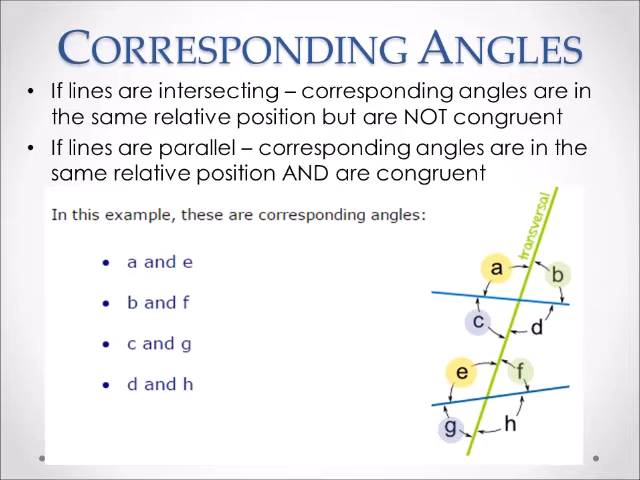 CORRESPONDING ANGLES
• If lines are intersecting – corresponding angles are in
the same relative position but are NOT congruent
• If lines are parallel – corresponding angles are in the
same relative position AND are congruent
In this example, these are corresponding angles:
• a and e
• b and f
• c and g
• d and h
transversal
a
b
c
d
e
f
g
h